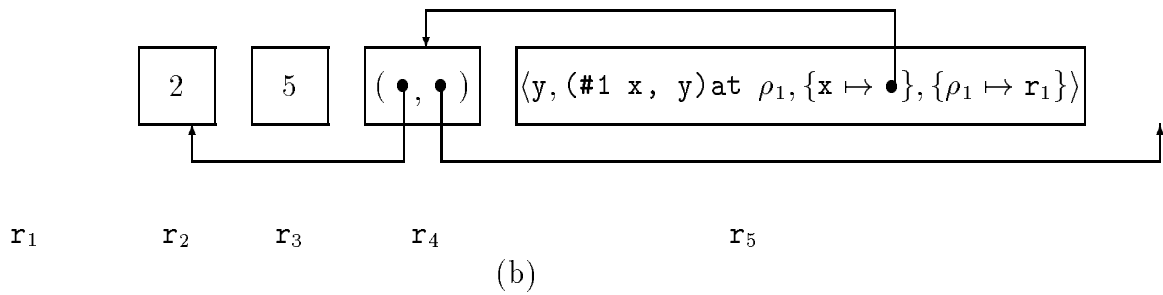 2 5 ( , ) ⟨y, (#1 x, y)at ρ₁, {x ↦ •}, {ρ₁ ↦ r₁}⟩
r₁ r₂ r₃ r₄ r₅
(b)